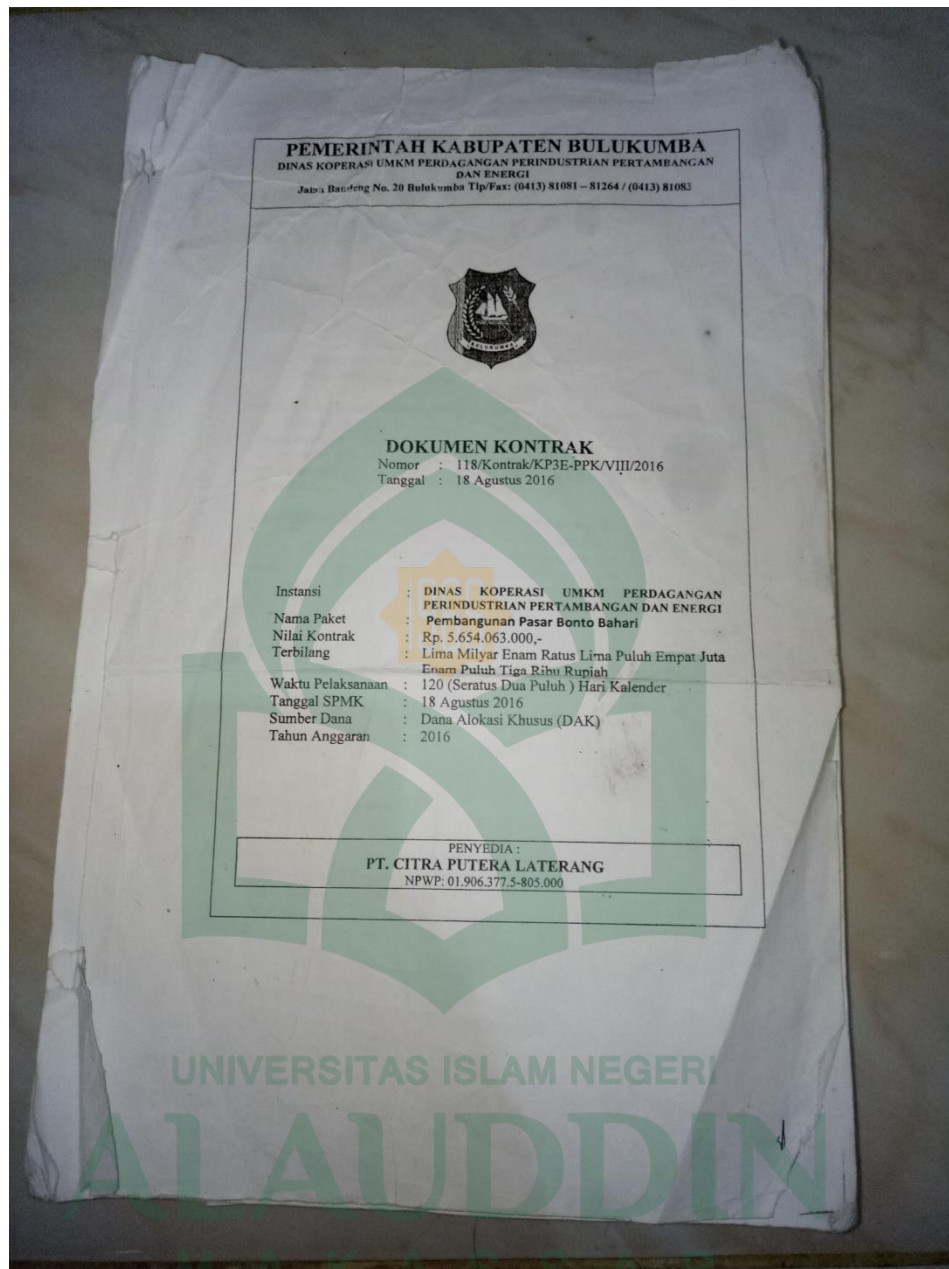 PEMERINTAH KABUPATEN BULUKUMBA
DINAS KOPERASI UMKM PERDAGANGAN PERINDUSTRIAN PERTAMBANGAN
DAN ENERGI
Jalan Bandeng No. 20 Bulukumba Tlp/Fax: (0413) 81081 – 81264 / (0413) 81083
BULUKUMBA
DOKUMEN KONTRAK
Nomor : 118/Kontrak/KP3E-PPK/VIII/2016
Tanggal : 18 Agustus 2016
Instansi : DINAS KOPERASI UMKM PERDAGANGAN
PERINDUSTRIAN PERTAMBANGAN DAN ENERGI
Nama Paket : Pembangunan Pasar Bonto Bahari
Nilai Kontrak : Rp. 5.654.063.000,-
Terbilang : Lima Milyar Enam Ratus Lima Puluh Empat Juta
Enam Puluh Tiga Ribu Rupiah
Waktu Pelaksanaan : 120 (Seratus Dua Puluh ) Hari Kalender
Tanggal SPMK : 18 Agustus 2016
Sumber Dana : Dana Alokasi Khusus (DAK)
Tahun Anggaran : 2016
PENYEDIA :
PT. CITRA PUTERA LATERANG
NPWP: 01.906.377.5-805.000
UNIVERSITAS ISLAM NEGERI
ALAUDDIN
MAKASSAR